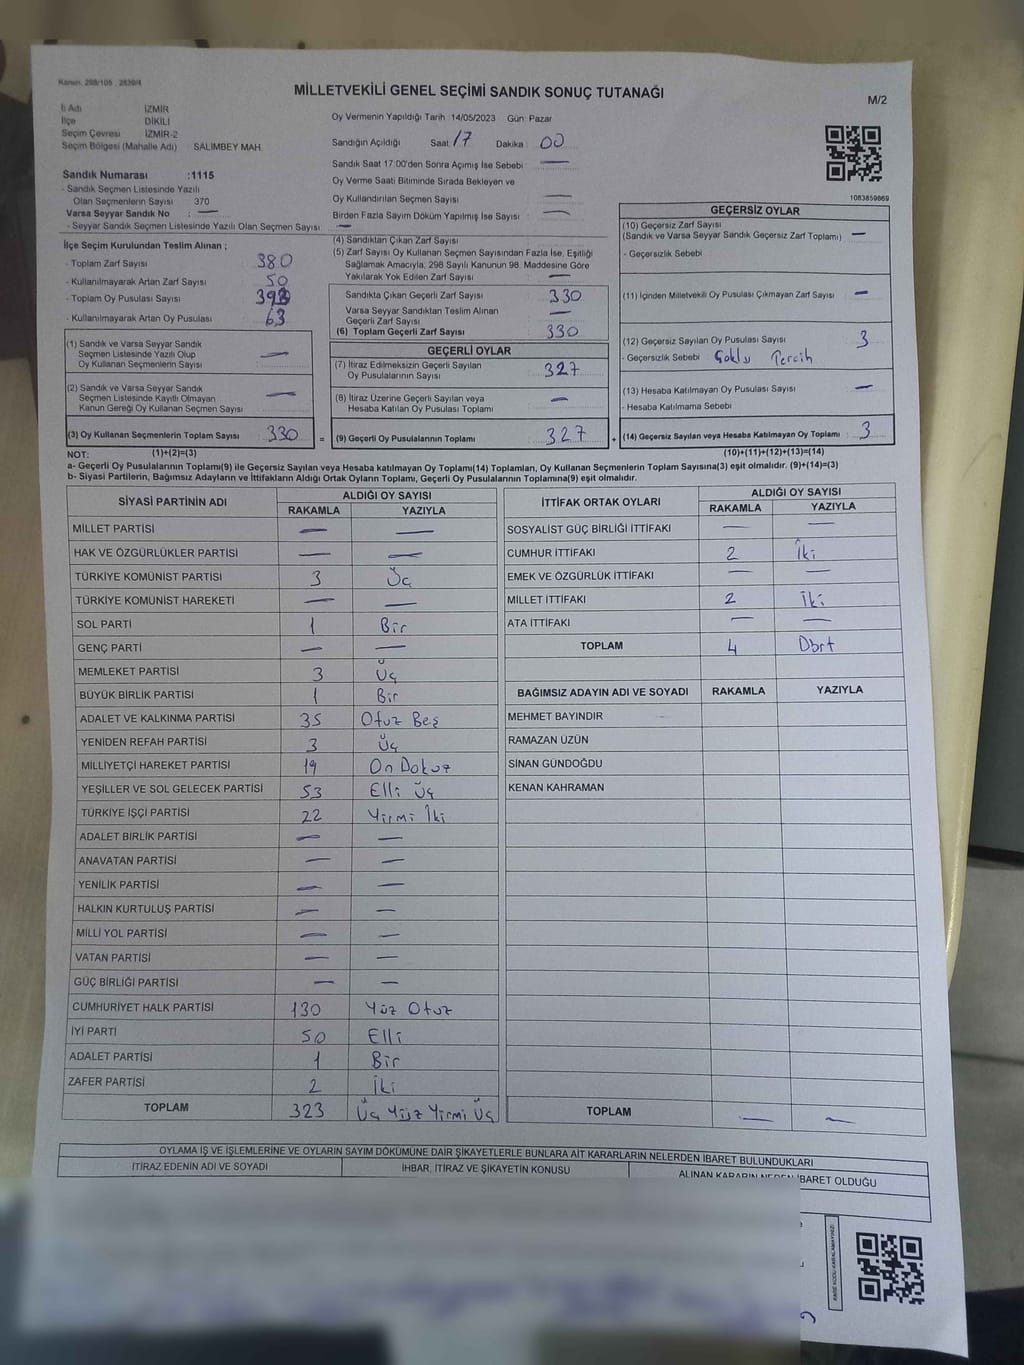 Kanun. 298/105 , 2839/4
MİLLETVEKİLİ GENEL SEÇİMİ SANDIK SONUÇ TUTANAĞI
M/2
İl Adı İZMİR
İlçe DİKİLİ
Seçim Çevresi İZMİR-2
Seçim Bölgesi (Mahalle Adı) SALİMBEY MAH.
Sandık Numarası :1115
- Sandık Seçmen Listesinde Yazılı
Olan Seçmenlerin Sayısı 370
Varsa Seyyar Sandık No : —
- Seyyar Sandık Seçmen Listesinde Yazılı Olan Seçmen Sayısı: —
Oy Vermenin Yapıldığı Tarih 14/05/2023 Gün: Pazar
Sandığın Açıldığı Saat 17 Dakika : 00
Sandık Saat 17:00'den Sonra Açımış İse Sebebi : —
Oy Verme Saati Bitiminde Sırada Bekleyen ve
Oy Kullandırılan Seçmen Sayısı : —
Birden Fazla Sayım Döküm Yapılmış İse Sayısı : —
1083859869
İlçe Seçim Kurulundan Teslim Alınan ;
- Toplam Zarf Sayısı : 380
- Kullanılmayarak Artan Zarf Sayısı : 50
- Toplam Oy Pusulası Sayısı : 393
- Kullanılmayarak Artan Oy Pusulası : 63
(1) Sandık ve Varsa Seyyar Sandık
Seçmen Listesinde Yazılı Olup
Oy Kullanan Seçmenlerin Sayısı : —
(2) Sandık ve Varsa Seyyar Sandık
Seçmen Listesinde Kayıtlı Olmayan
Kanun Gereği Oy Kullanan Seçmen Sayısı : —
(3) Oy Kullanan Seçmenlerin Toplam Sayısı : 330
(1)+(2)=(3)
(4) Sandıktan Çıkan Zarf Sayısı :
(5) Zarf Sayısı Oy Kullanan Seçmen Sayısından Fazla İse, Eşitliği
Sağlamak Amacıyla, 298 Sayılı Kanunun 98. Maddesine Göre
Yakılarak Yok Edilen Zarf Sayısı : —
Sandıkta Çıkan Geçerli Zarf Sayısı : 330
Varsa Seyyar Sandıktan Teslim Alınan
Geçerli Zarf Sayısı : —
(6) Toplam Geçerli Zarf Sayısı : 330
GEÇERLİ OYLAR
(7) İtiraz Edilmeksizin Geçerli Sayılan
Oy Pusulalarının Sayısı : 327
(8) İtiraz Üzerine Geçerli Sayılan veya
Hesaba Katılan Oy Pusulası Toplamı : —
= (9) Geçerli Oy Pusulalarının Toplamı : 327
GEÇERSİZ OYLAR
(10) Geçersiz Zarf Sayısı
(Sandık ve Varsa Seyyar Sandık Geçersiz Zarf Toplamı) : —
- Geçersizlik Sebebi :
(11) İçinden Milletvekili Oy Pusulası Çıkmayan Zarf Sayısı : —
(12) Geçersiz Sayılan Oy Pusulası Sayısı : 3
- Geçersizlik Sebebi : Çoklu Tercih
(13) Hesaba Katılmayan Oy Pusulası Sayısı : —
- Hesaba Katılmama Sebebi :
+ (14) Geçersiz Sayılan veya Hesaba Katılmayan Oy Toplamı : 3
(10)+(11)+(12)+(13)=(14)
NOT:
a- Geçerli Oy Pusulalarının Toplamı(9) ile Geçersiz Sayılan veya Hesaba katılmayan Oy Toplamı(14) Toplamları, Oy Kullanan Seçmenlerin Toplam Sayısına(3) eşit olmalıdır. (9)+(14)=(3)
b- Siyasi Partilerin, Bağımsız Adayların ve İttifakların Aldığı Ortak Oyların Toplamı, Geçerli Oy Pusulalarının Toplamına(9) eşit olmalıdır.
SİYASİ PARTİNİN ADI ALDIĞI OY SAYISI
RAKAMLA YAZIYLA
MİLLET PARTİSİ — —
HAK VE ÖZGÜRLÜKLER PARTİSİ — —
TÜRKİYE KOMÜNİST PARTİSİ 3 Üç
TÜRKİYE KOMÜNİST HAREKETİ — —
SOL PARTİ 1 Bir
GENÇ PARTİ — —
MEMLEKET PARTİSİ 3 Üç
BÜYÜK BİRLİK PARTİSİ 1 Bir
ADALET VE KALKINMA PARTİSİ 35 Otuz Beş
YENİDEN REFAH PARTİSİ 3 Üç
MİLLİYETÇİ HAREKET PARTİSİ 19 On Dokuz
YEŞİLLER VE SOL GELECEK PARTİSİ 53 Elli Üç
TÜRKİYE İŞÇİ PARTİSİ 22 Yirmi İki
ADALET BİRLİK PARTİSİ — —
ANAVATAN PARTİSİ — —
YENİLİK PARTİSİ — —
HALKIN KURTULUŞ PARTİSİ — —
MİLLİ YOL PARTİSİ — —
VATAN PARTİSİ — —
GÜÇ BİRLİĞİ PARTİSİ — —
CUMHURİYET HALK PARTİSİ 130 Yüz Otuz
İYİ PARTİ 50 Elli
ADALET PARTİSİ 1 Bir
ZAFER PARTİSİ 2 İki
TOPLAM 323 Üç Yüz Yirmi Üç
İTTİFAK ORTAK OYLARI ALDIĞI OY SAYISI
RAKAMLA YAZIYLA
SOSYALİST GÜÇ BİRLİĞİ İTTİFAKI — —
CUMHUR İTTİFAKI 2 İki
EMEK VE ÖZGÜRLÜK İTTİFAKI — —
MİLLET İTTİFAKI 2 İki
ATA İTTİFAKI — —
TOPLAM 4 Dört
BAĞIMSIZ ADAYIN ADI VE SOYADI RAKAMLA YAZIYLA
MEHMET BAYINDIR
RAMAZAN ÜZÜN
SİNAN GÜNDOĞDU
KENAN KAHRAMAN
TOPLAM — —
OYLAMA İŞ VE İŞLEMLERİNE VE OYLARIN SAYIM DÖKÜMÜNE DAİR ŞİKAYETLERLE BUNLARA AİT KARARLARIN NELERDEN İBARET BULUNDUKLARI
İTİRAZ EDENİN ADI VE SOYADI İHBAR, İTİRAZ VE ŞİKAYETİN KONUSU ALINAN KARARIN NEDEN İBARET OLDUĞU
KARE KODU KARALAMAYINIZ!